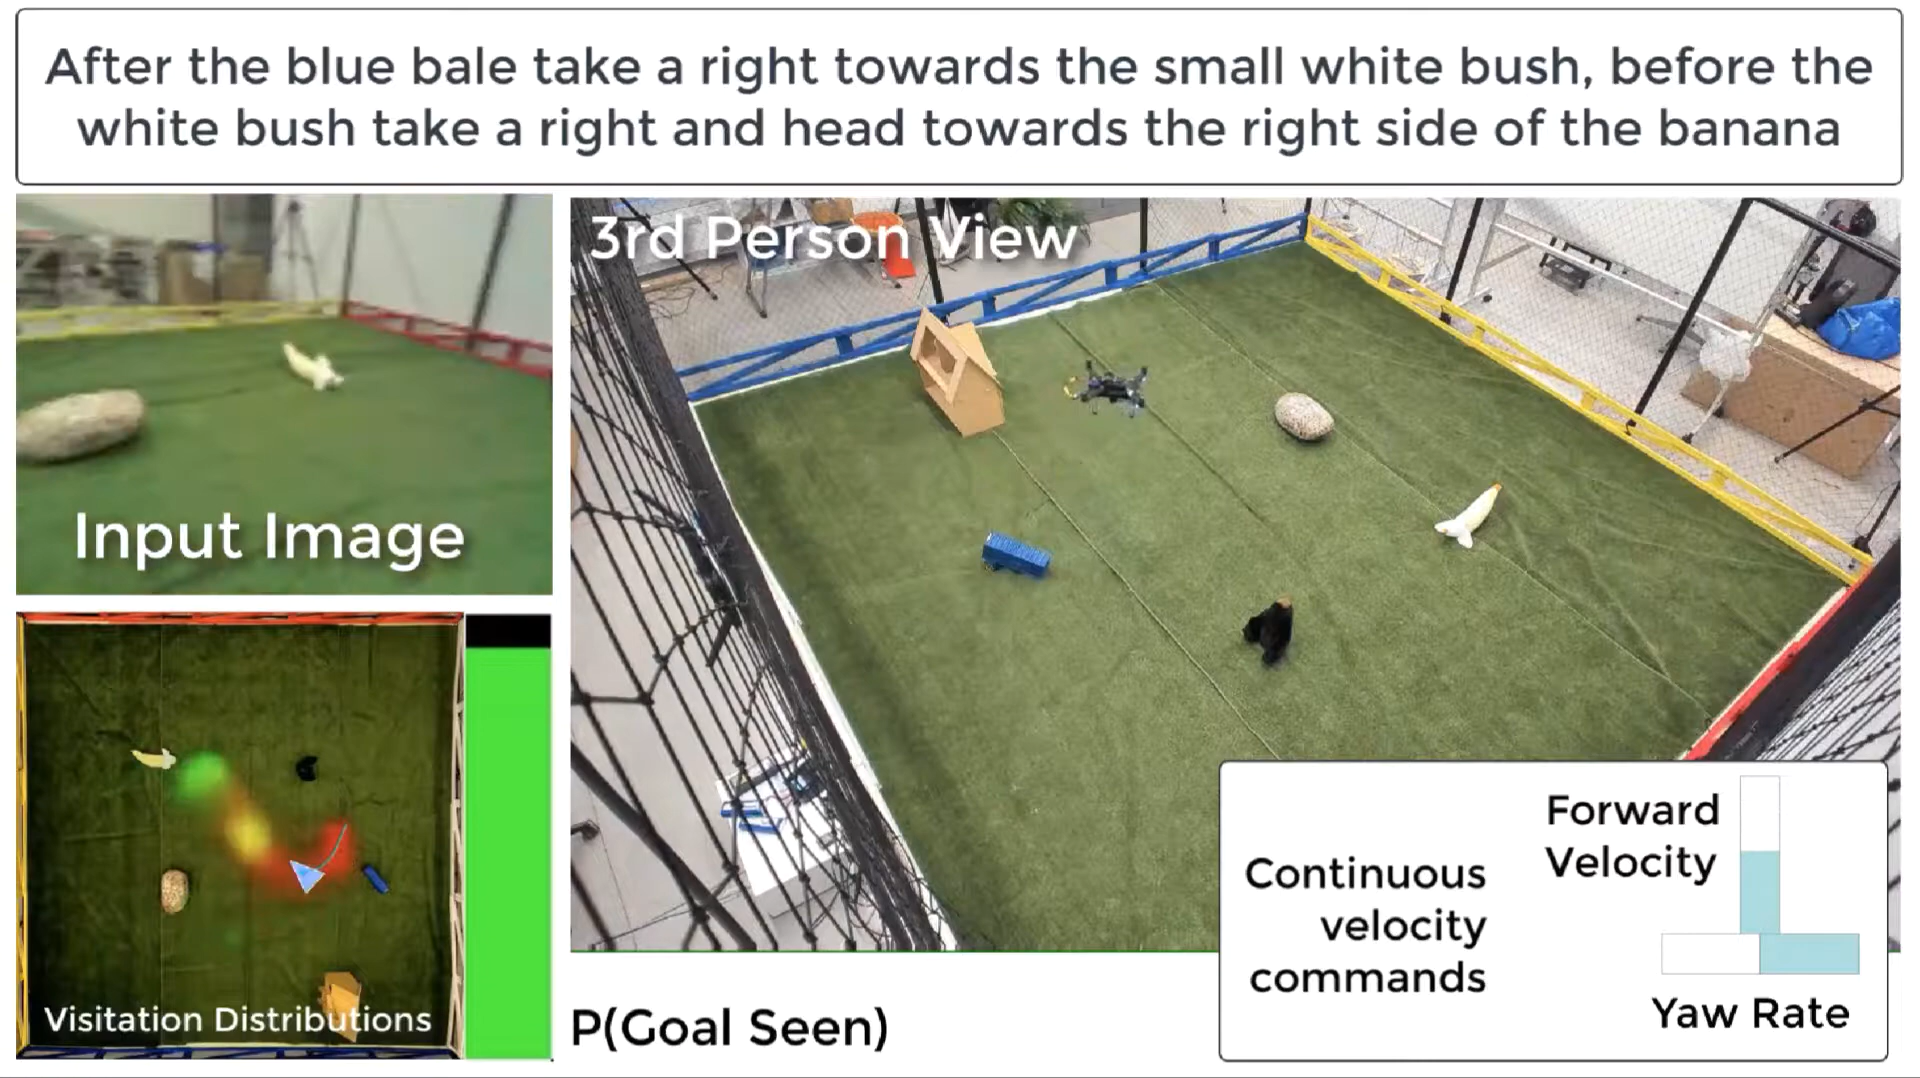 After the blue bale take a right towards the small white bush, before the
white bush take a right and head towards the right side of the banana
Input Image
3rd Person View
Visitation Distributions
P(Goal Seen)
Continuous
velocity
commands
Forward
Velocity
Yaw Rate